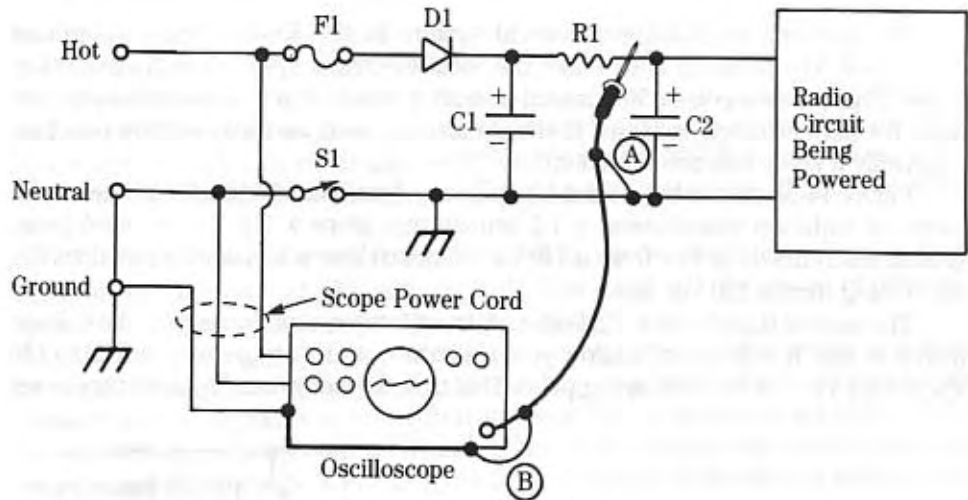 F1
D1
R1
Hot
+
C1
−
+
C2
−
A
Radio
Circuit
Being
Powered
S1
Neutral
Ground
Scope Power Cord
Oscilloscope
B